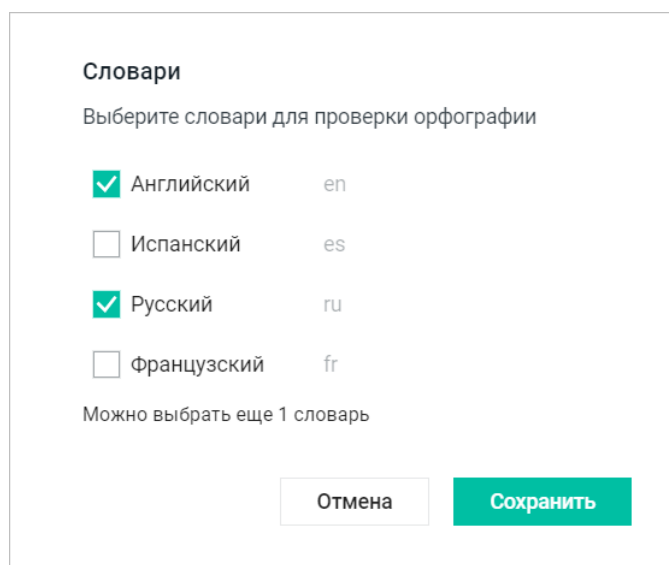 Словари
Выберите словари для проверки орфографии
Английский en
Испанский es
Русский ru
Французский fr
Можно выбрать еще 1 словарь
Отмена Сохранить